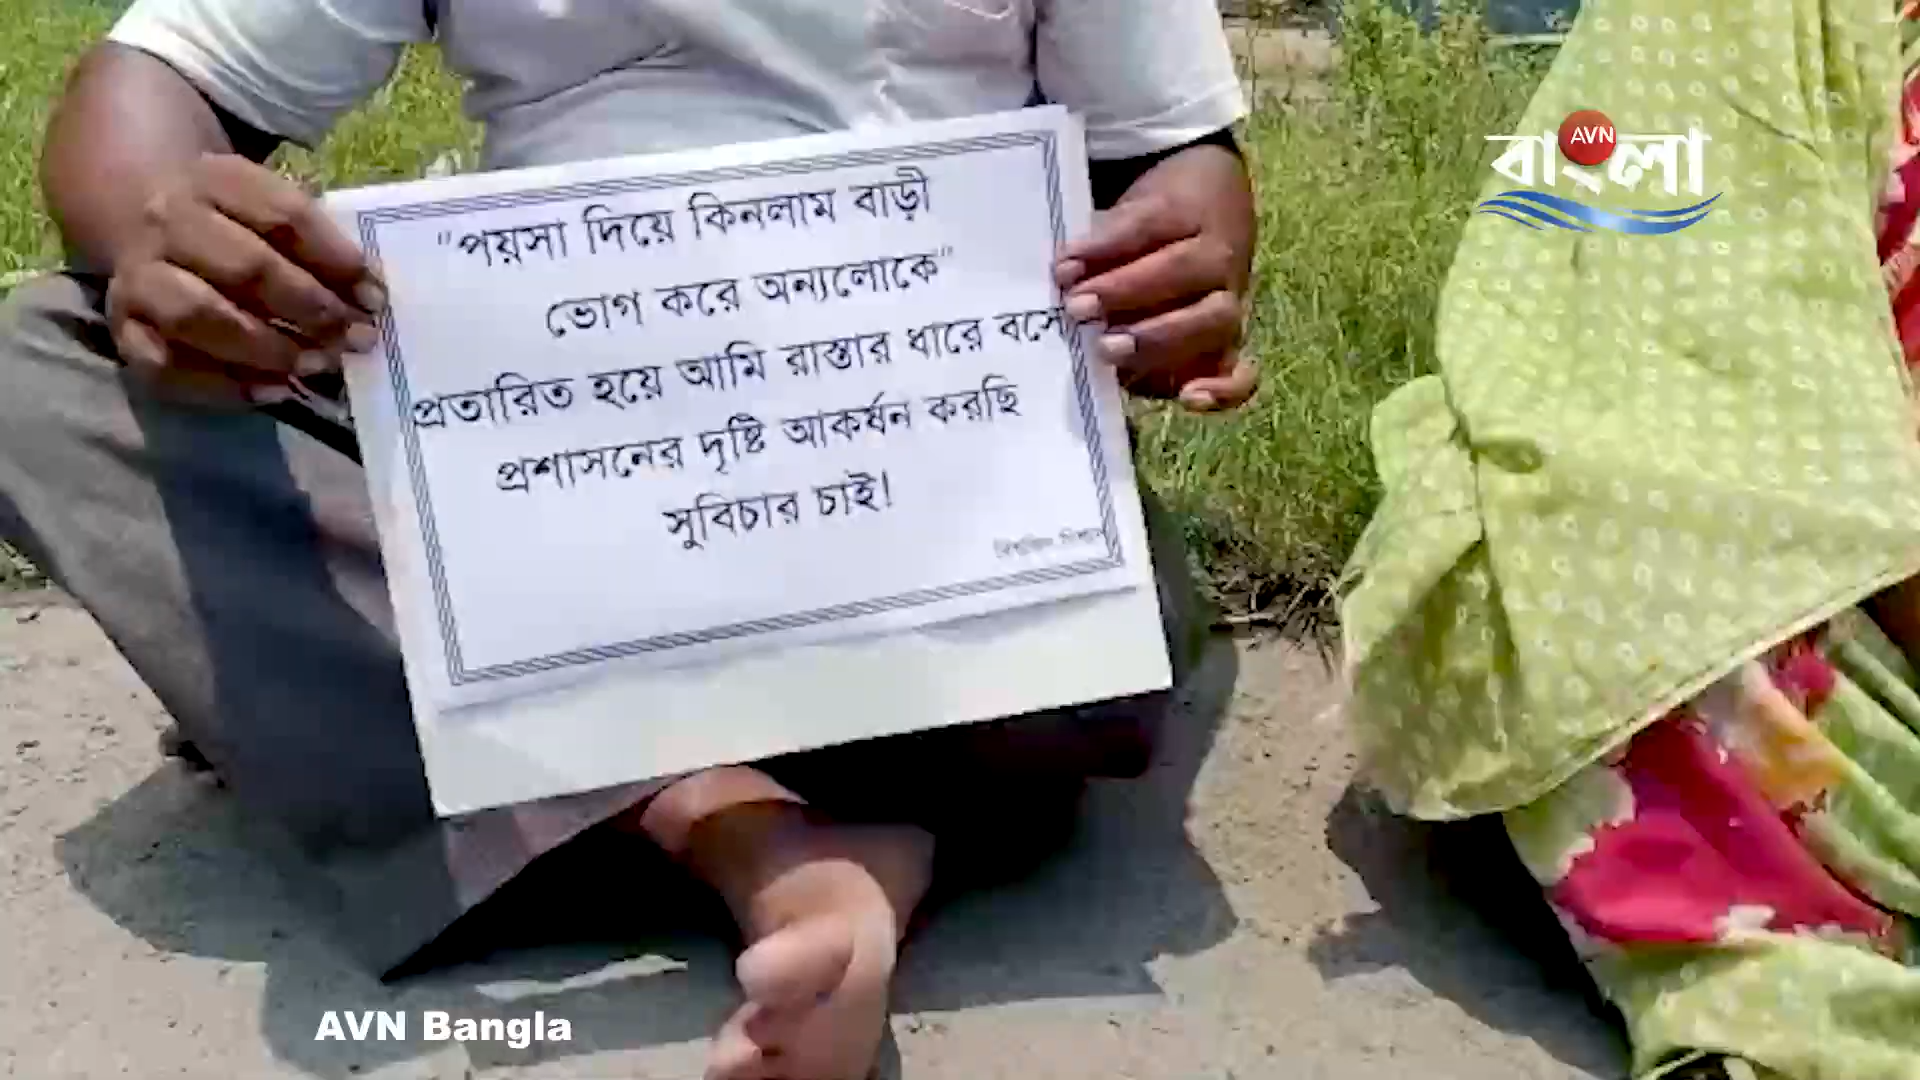 "পয়সা দিয়ে কিনলাম বাড়ী
ভোগ করে অন্যলোকে"
প্রতারিত হয়ে আমি রাস্তার ধারে বসে
প্রশাসনের দৃষ্টি আকর্ষন করছি
সুবিচার চাই!
AVN
বাংলা
AVN Bangla